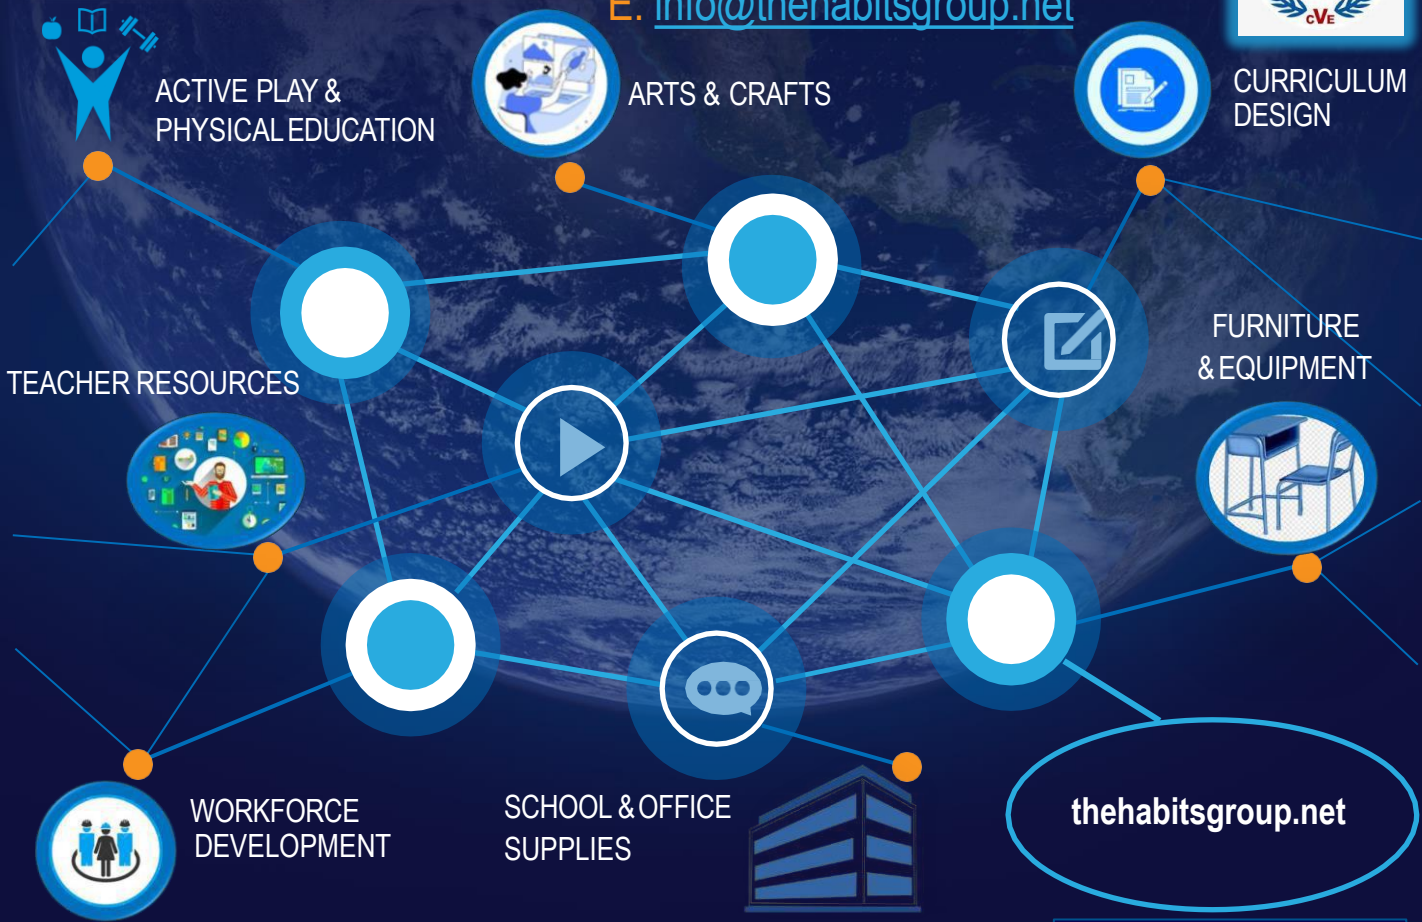 E. info@thehabitsgroup.net
CVE
ACTIVE PLAY &
PHYSICAL EDUCATION
ARTS & CRAFTS
CURRICULUM
DESIGN
FURNITURE
& EQUIPMENT
TEACHER RESOURCES
WORKFORCE
DEVELOPMENT
SCHOOL & OFFICE
SUPPLIES
thehabitsgroup.net